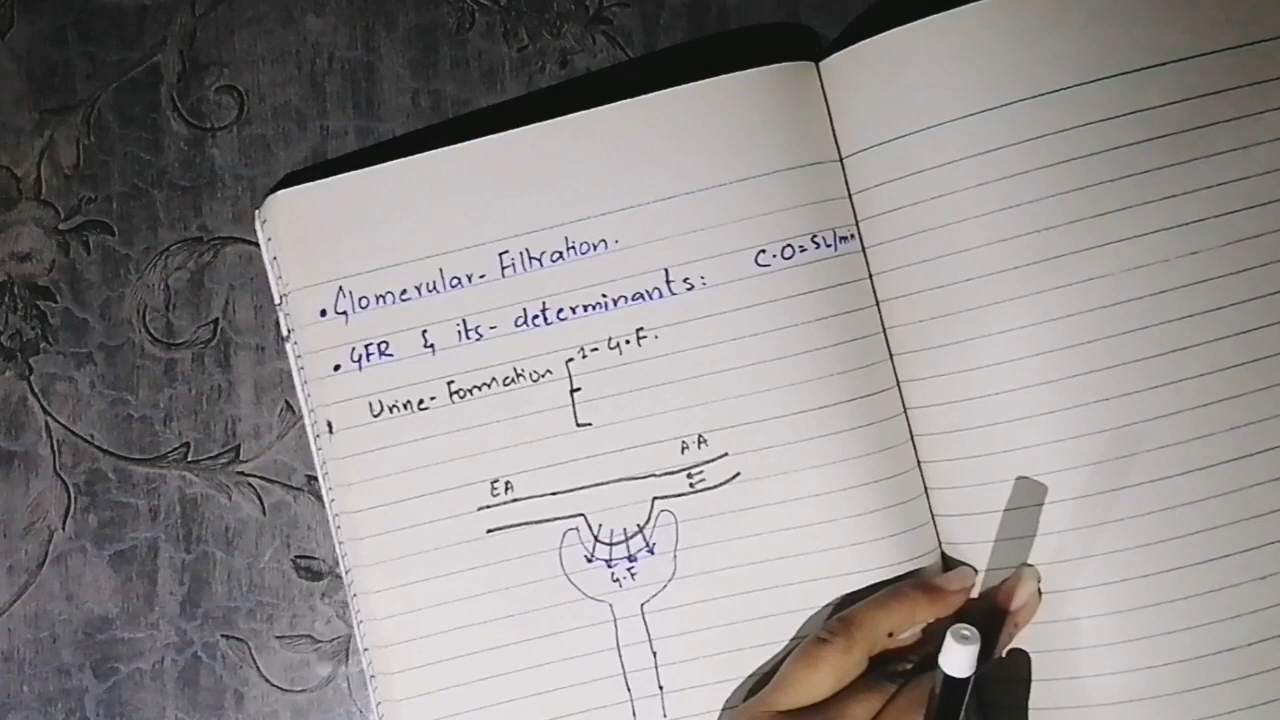 • Glomerular - Filtration.
C.O = 5L/min
• GFR & its - determinants:
Urine - Formation 1 - G.F.
A.A
EA
G.F